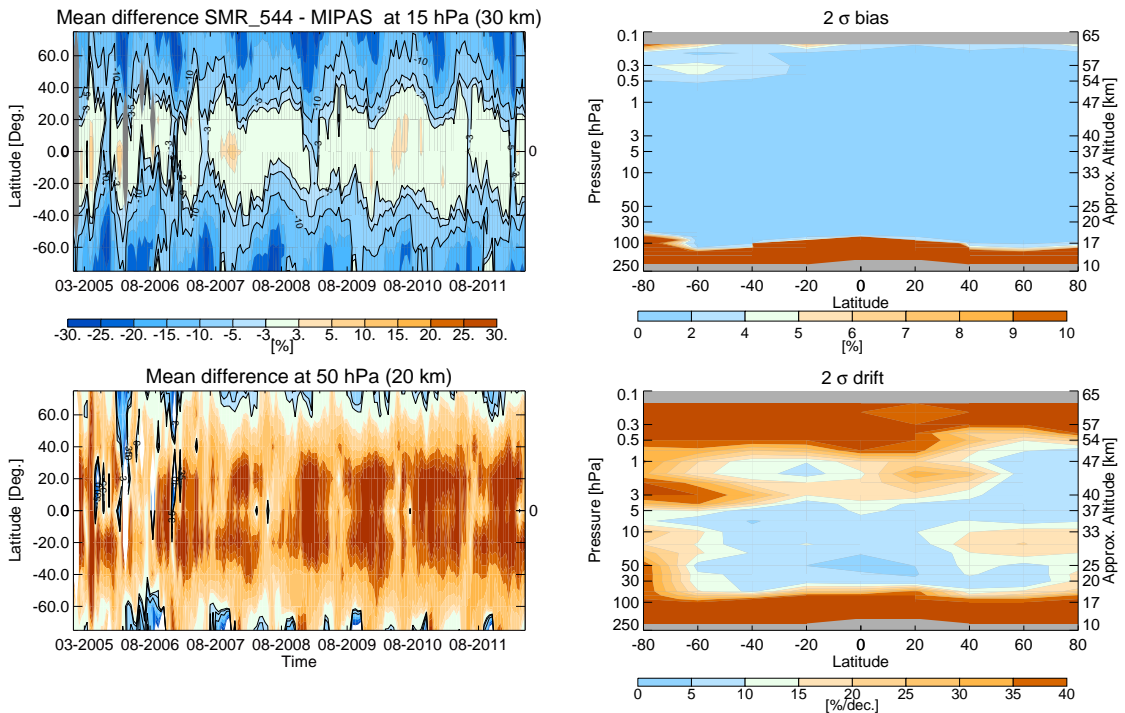 Mean difference SMR_544 - MIPAS at 15 hPa (30 km)
Latitude [Deg.]
60.0
40.0
20.0
0.0
-20.0
-40.0
-60.0
0
03-2005 08-2006 08-2007 08-2008 08-2009 08-2010 08-2011
-30. -25. -20. -15. -10. -5. -3. 3. 5. 10. 15. 20. 25. 30.
[%]
2 σ bias
Pressure [hPa]
0.1
0.3
0.5
1
3
5
10
50
30
100
250
65
57
54
47
40
37
33
25
20
17
10
Approx. Altitude [km]
-80 -60 -40 -20 0 20 40 60 80
Latitude
0 2 4 5 6 7 8 9 10
[%]
Mean difference at 50 hPa (20 km)
Latitude [Deg.]
60.0
40.0
20.0
0.0
-20.0
-40.0
-60.0
0
03-2005 08-2006 08-2007 08-2008 08-2009 08-2010 08-2011
Time
2 σ drift
Pressure [hPa]
0.1
0.3
0.5
1
3
5
10
50
30
100
250
65
57
54
47
40
37
33
25
20
17
10
Approx. Altitude [km]
-80 -60 -40 -20 0 20 40 60 80
Latitude
0 5 10 15 20 25 30 35 40
[%/dec.]